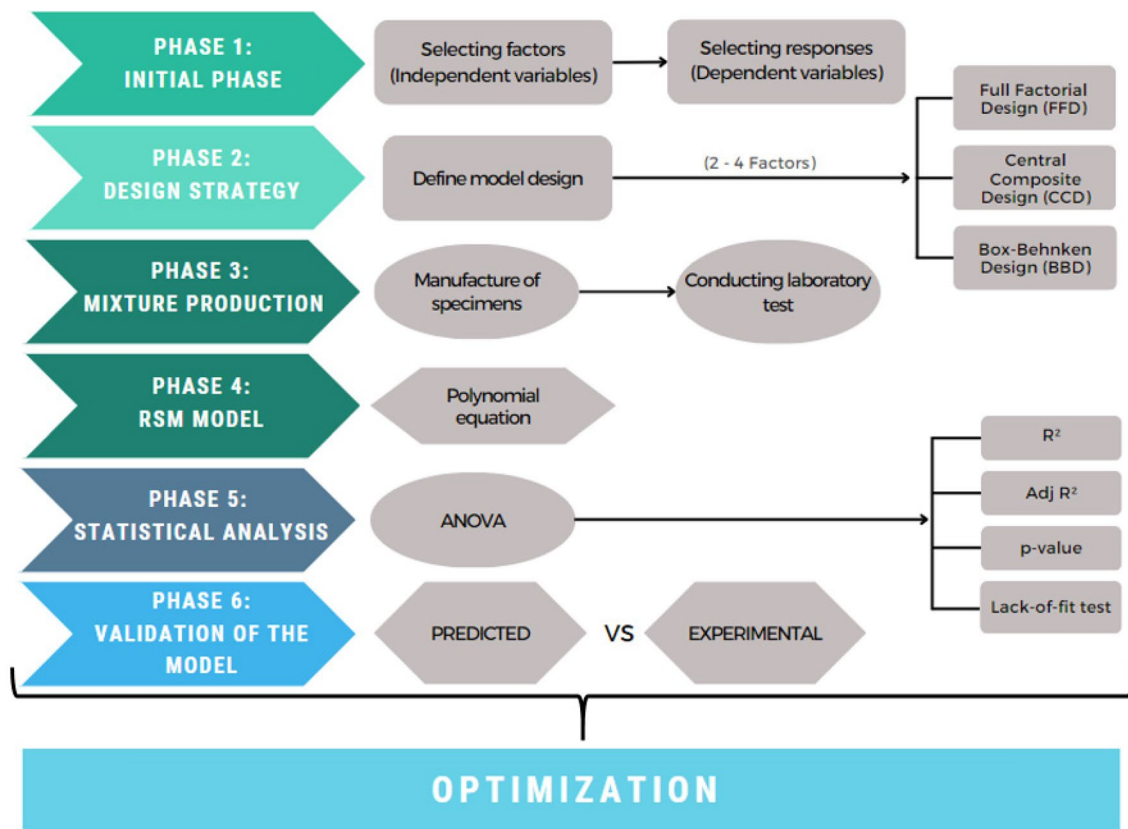 PHASE 1:
INITIAL PHASE
Selecting factors
(Independent variables)
Selecting responses
(Dependent variables)
PHASE 2:
DESIGN STRATEGY
Define model design
(2 - 4 Factors)
Full Factorial
Design (FFD)
Central
Composite
Design (CCD)
Box-Behnken
Design (BBD)
PHASE 3:
MIXTURE PRODUCTION
Manufacture of
specimens
Conducting laboratory
test
PHASE 4:
RSM MODEL
Polynomial
equation
PHASE 5:
STATISTICAL ANALYSIS
ANOVA
R²
Adj R²
p-value
Lack-of-fit test
PHASE 6:
VALIDATION OF THE
MODEL
PREDICTED
VS
EXPERIMENTAL
OPTIMIZATION